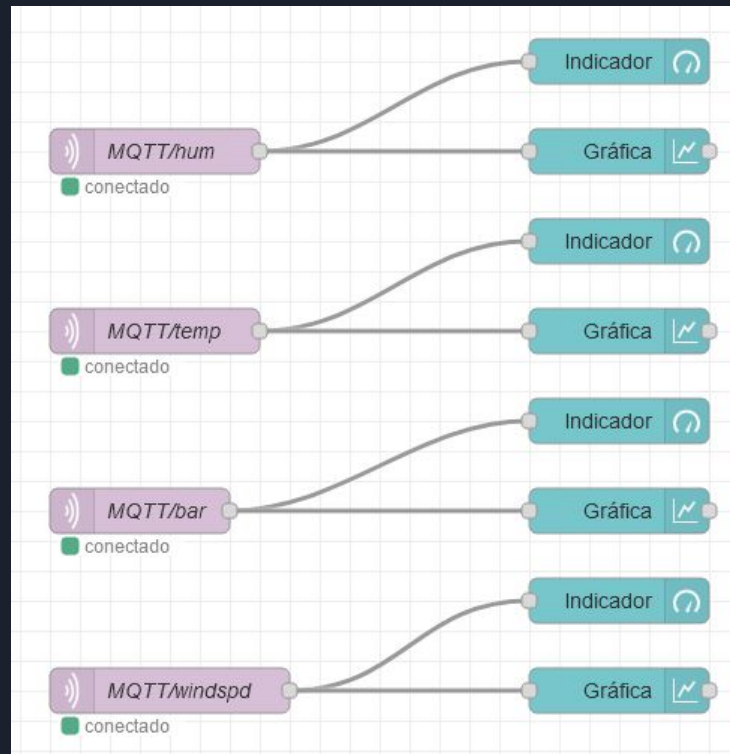 Indicador
MQTT/hum
Gráfica
conectado
Indicador
MQTT/temp
Gráfica
conectado
Indicador
MQTT/bar
Gráfica
conectado
Indicador
MQTT/windspd
Gráfica
conectado